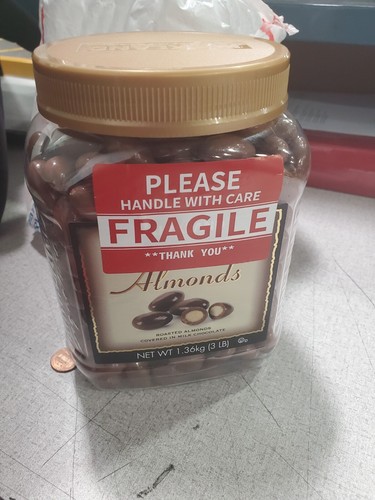 PLEASE
HANDLE WITH CARE
FRAGILE
**THANK YOU**
Almonds
ROASTED ALMONDS
COVERED IN MILK CHOCOLATE
NET WT 1.36kg (3 LB)